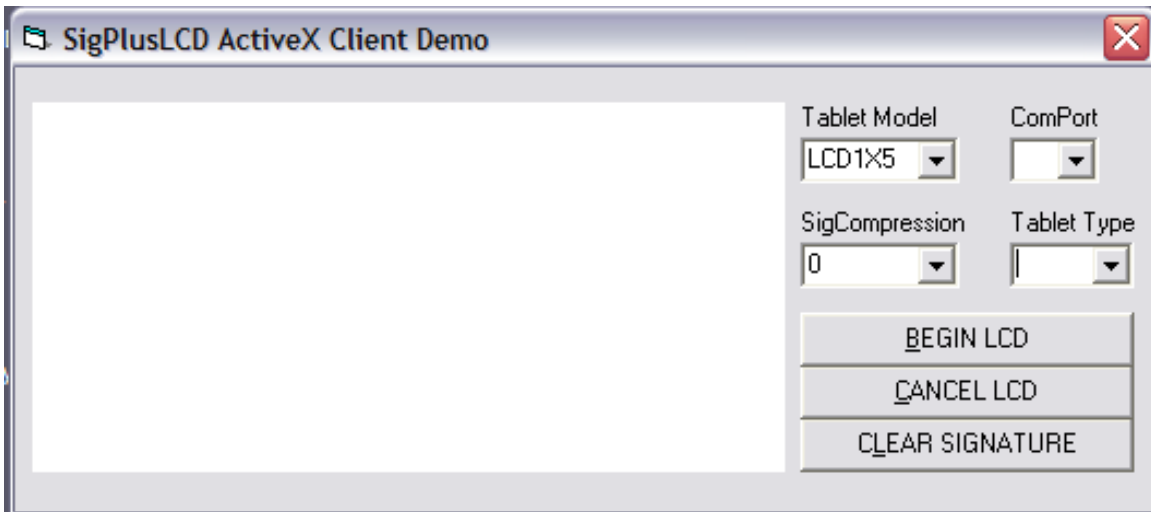 SigPlusLCD ActiveX Client Demo
Tablet Model ComPort
LCD1X5
SigCompression Tablet Type
0
BEGIN LCD
CANCEL LCD
CLEAR SIGNATURE